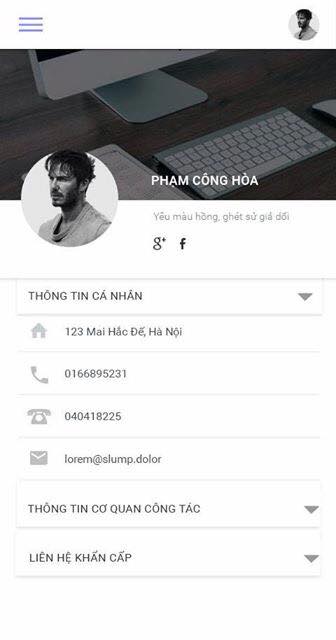 PHẠM CÔNG HÒA
Yêu màu hồng, ghét sử giả dối
g+ f
THÔNG TIN CÁ NHÂN
123 Mai Hắc Đế, Hà Nội
0166895231
040418225
lorem@slump.dolor
THÔNG TIN CƠ QUAN CÔNG TÁC
LIÊN HỆ KHẨN CẤP